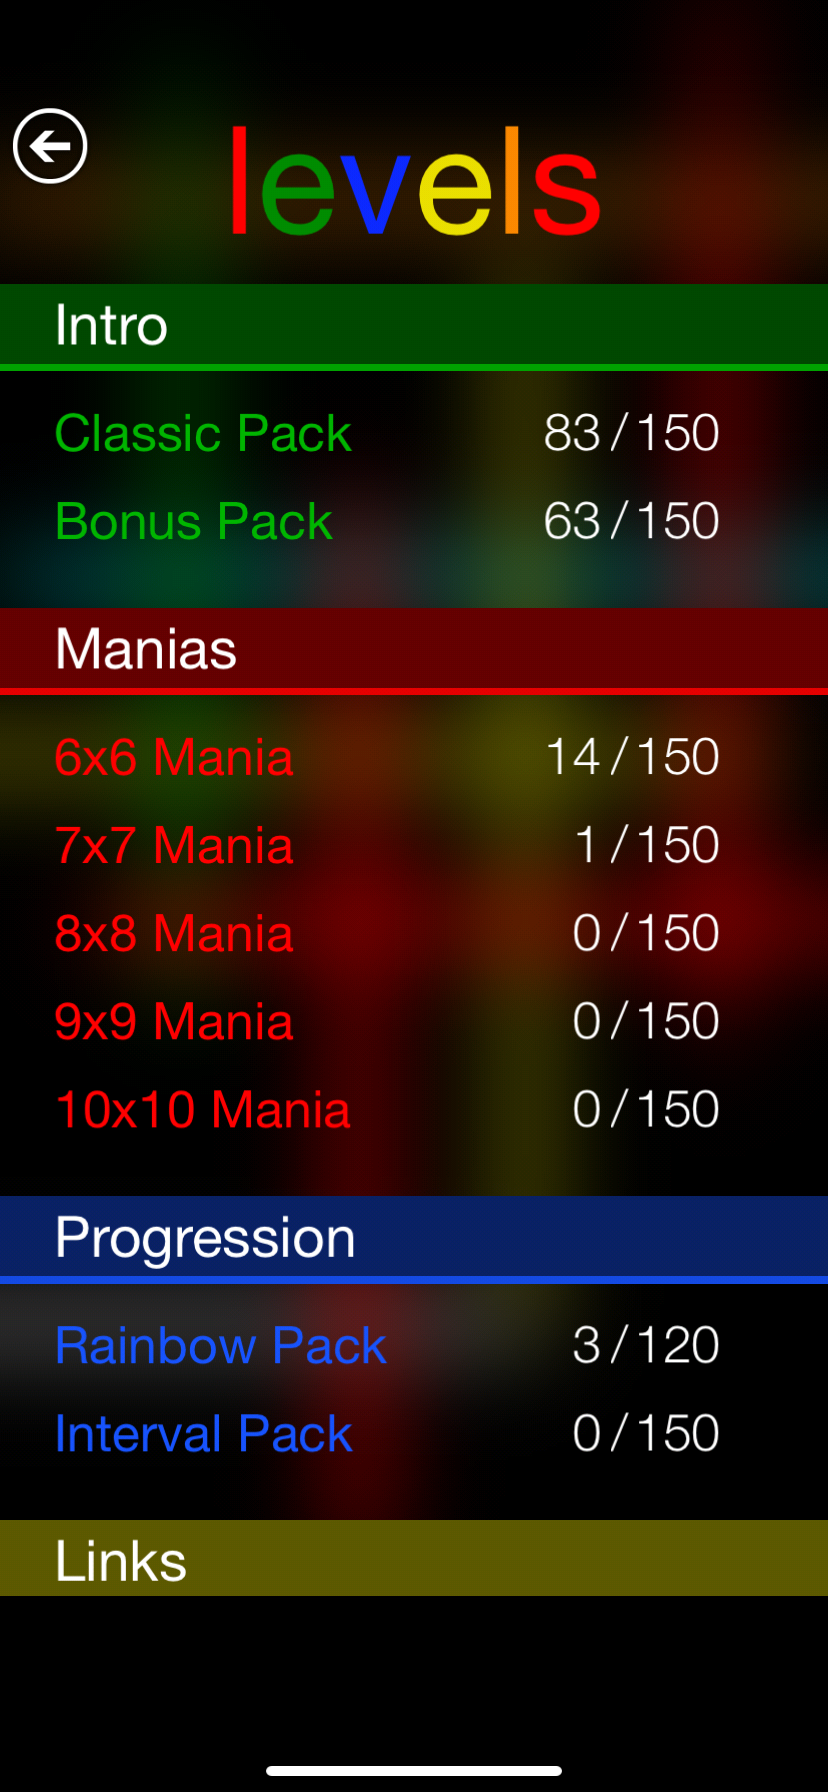 levels
Intro
Classic Pack 83/150
Bonus Pack 63/150
Manias
6x6 Mania 14/150
7x7 Mania 1/150
8x8 Mania 0/150
9x9 Mania 0/150
10x10 Mania 0/150
Progression
Rainbow Pack 3/120
Interval Pack 0/150
Links